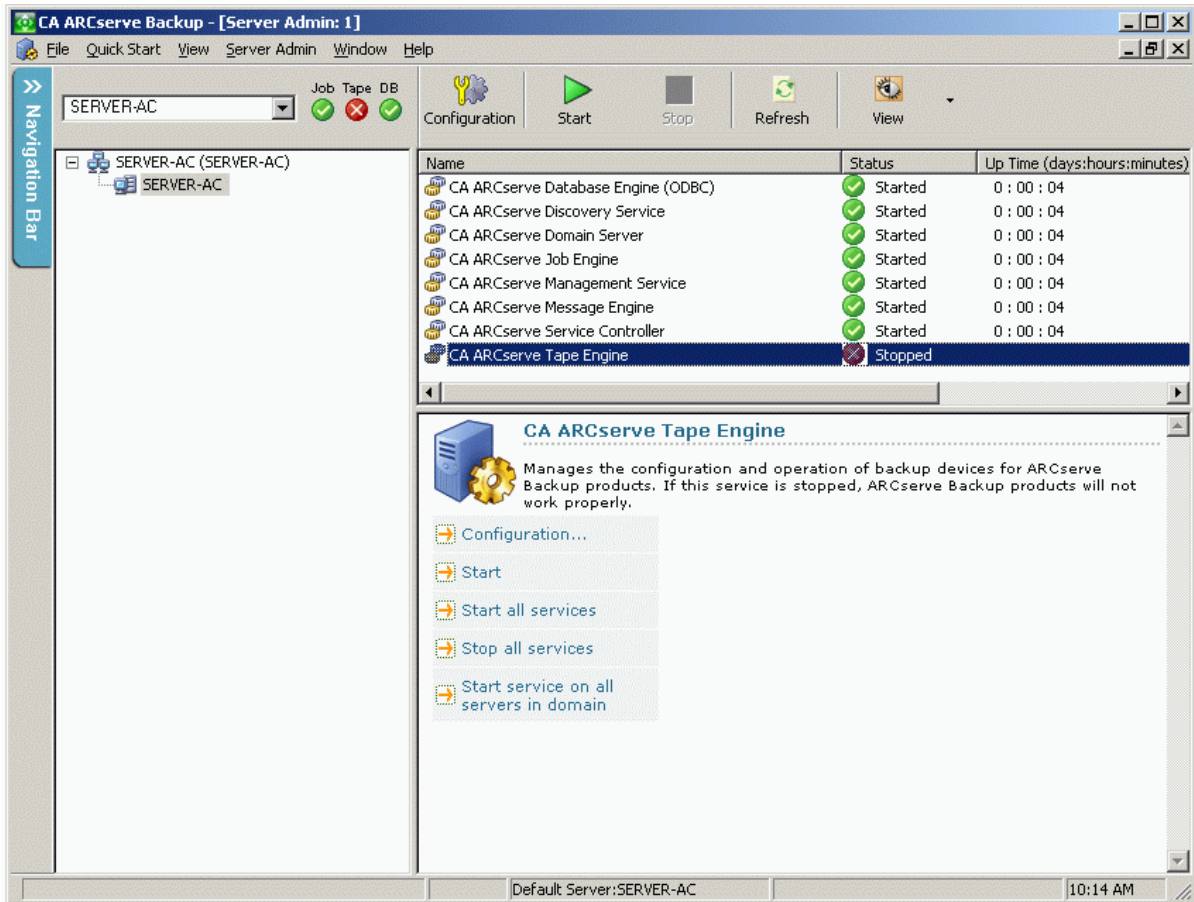 CA ARCserve Backup - [Server Admin: 1]
File Quick Start View Server Admin Window Help
Navigation Bar
SERVER-AC
Job Tape DB
Configuration Start Stop Refresh View
SERVER-AC (SERVER-AC)
SERVER-AC
Name Status Up Time (days:hours:minutes)
CA ARCserve Database Engine (ODBC) Started 0 : 00 : 04
CA ARCserve Discovery Service Started 0 : 00 : 04
CA ARCserve Domain Server Started 0 : 00 : 04
CA ARCserve Job Engine Started 0 : 00 : 04
CA ARCserve Management Service Started 0 : 00 : 04
CA ARCserve Message Engine Started 0 : 00 : 04
CA ARCserve Service Controller Started 0 : 00 : 04
CA ARCserve Tape Engine Stopped
CA ARCserve Tape Engine
Manages the configuration and operation of backup devices for ARCserve
Backup products. If this service is stopped, ARCserve Backup products will not
work properly.
Configuration...
Start
Start all services
Stop all services
Start service on all
servers in domain
Default Server:SERVER-AC
10:14 AM